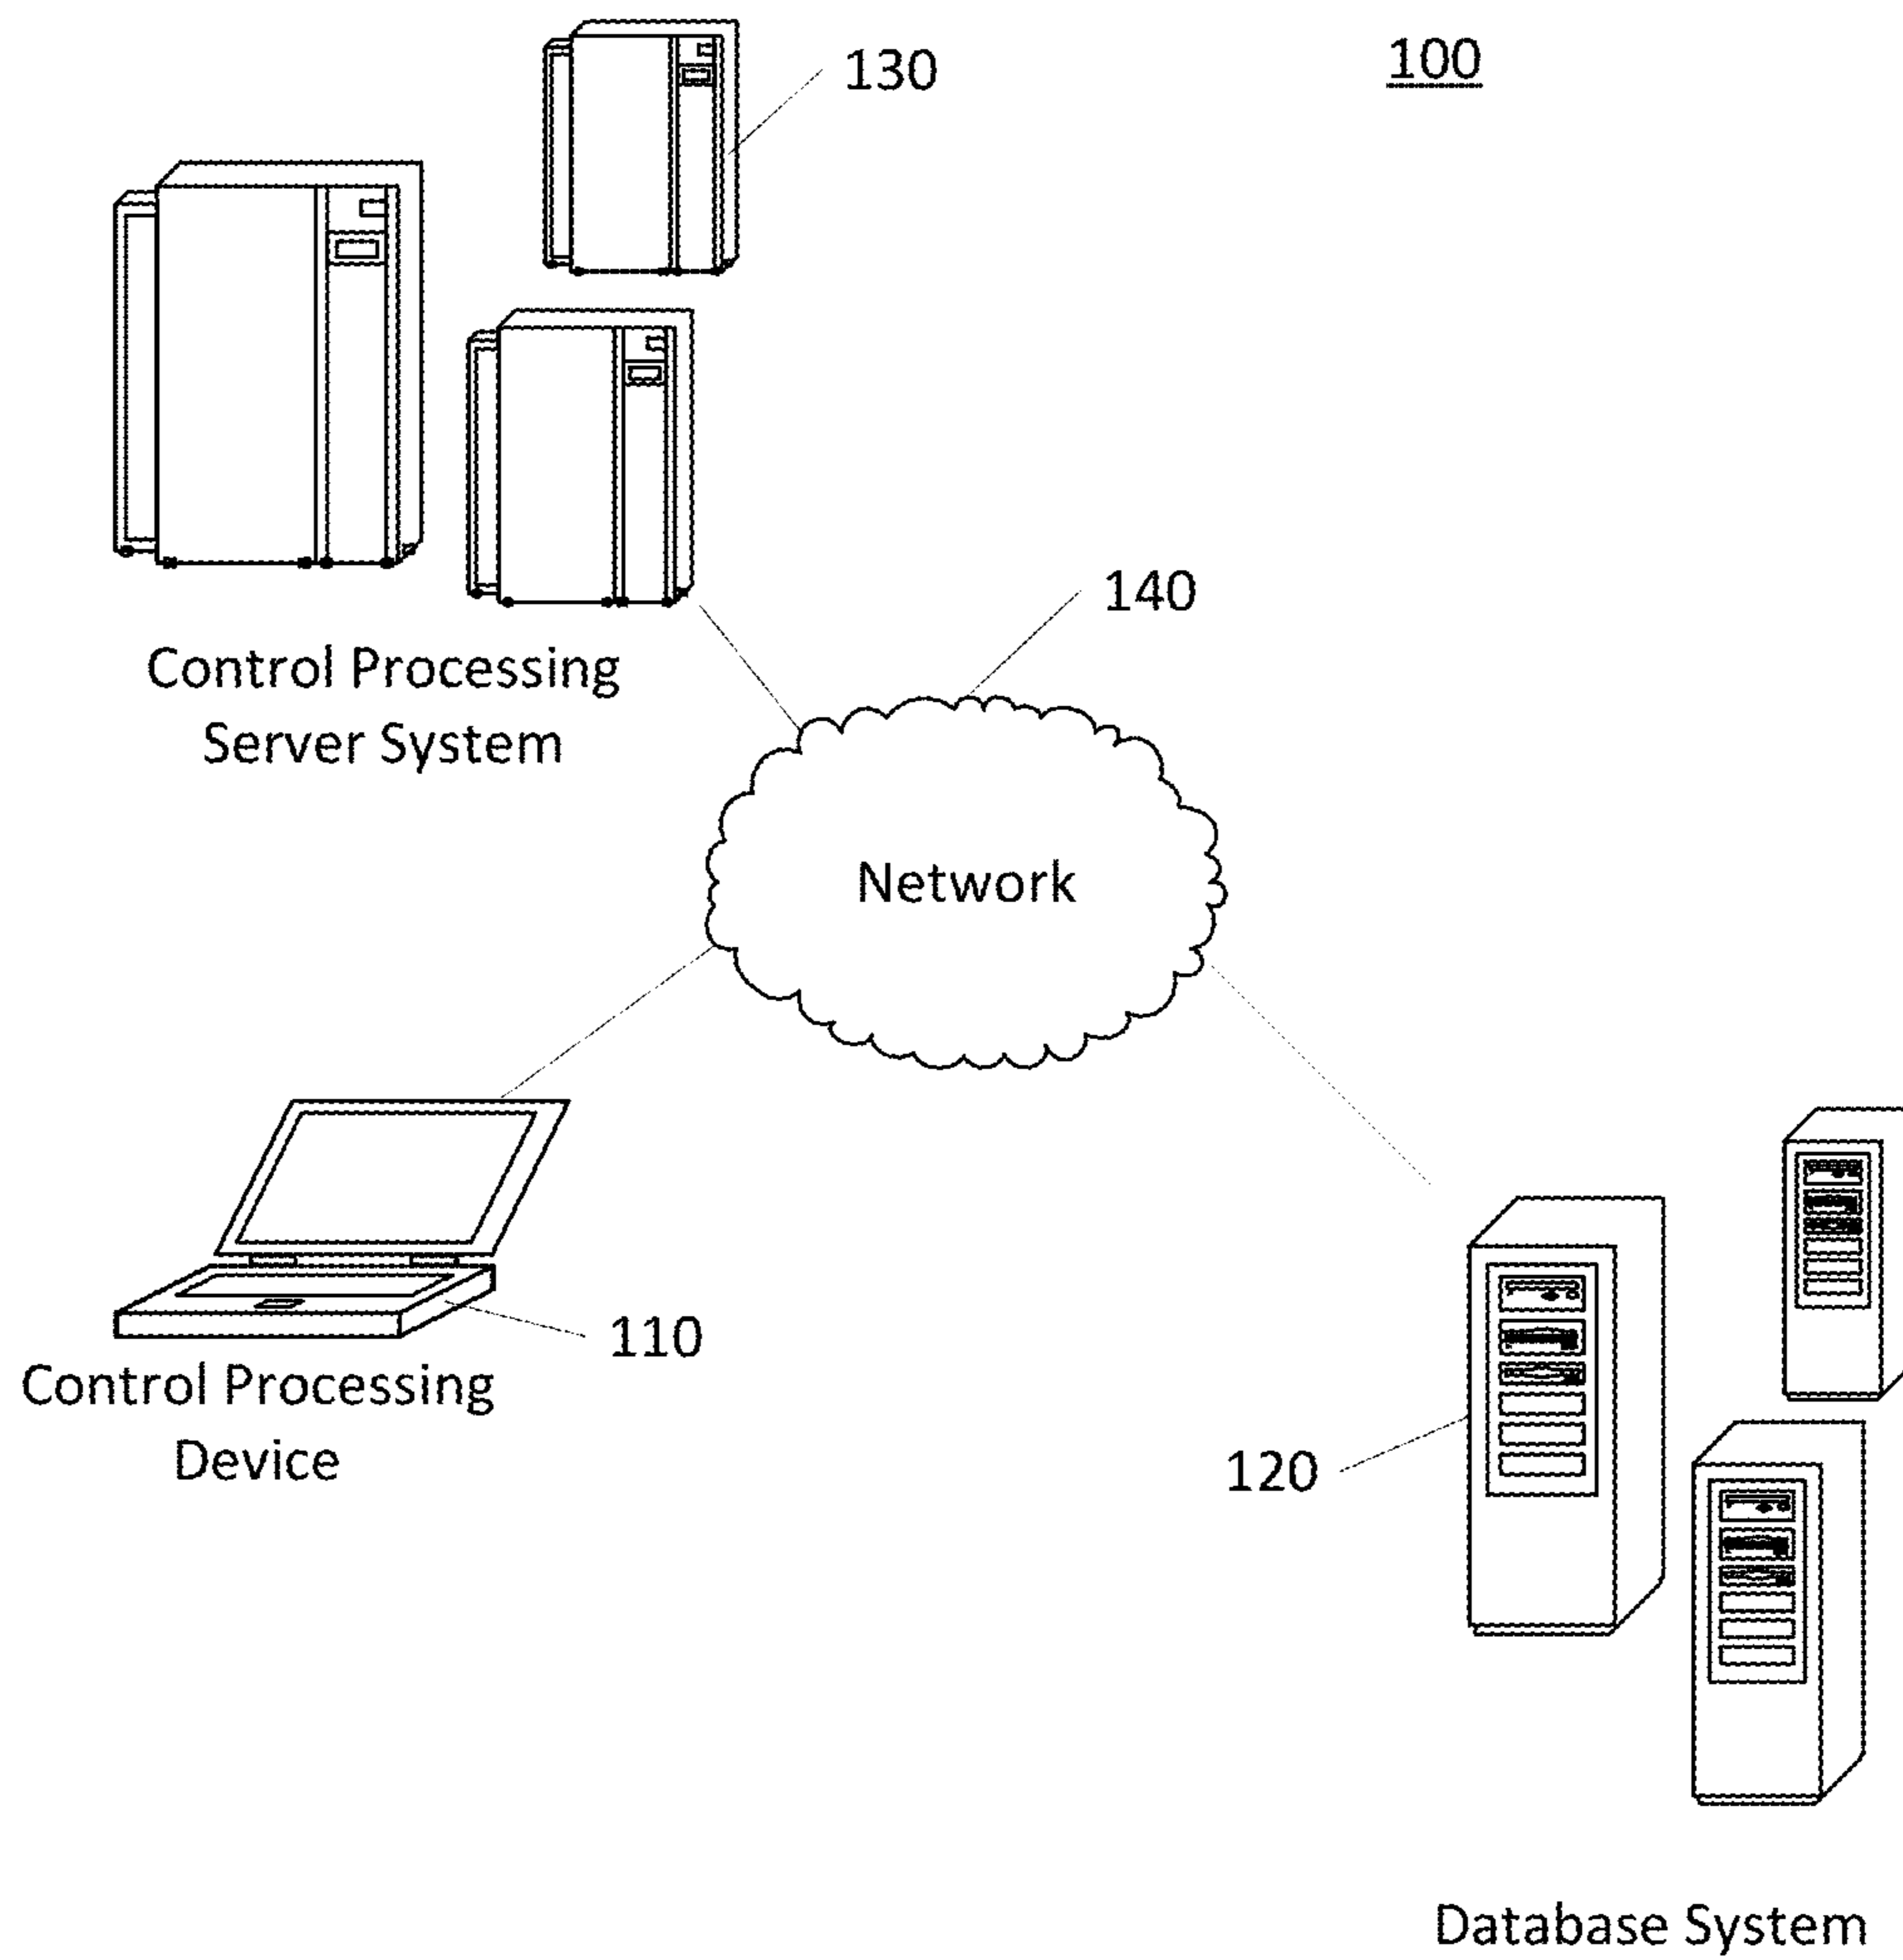 130
100
140
Control Processing
Server System
Network
110
Control Processing
Device
120
Database System